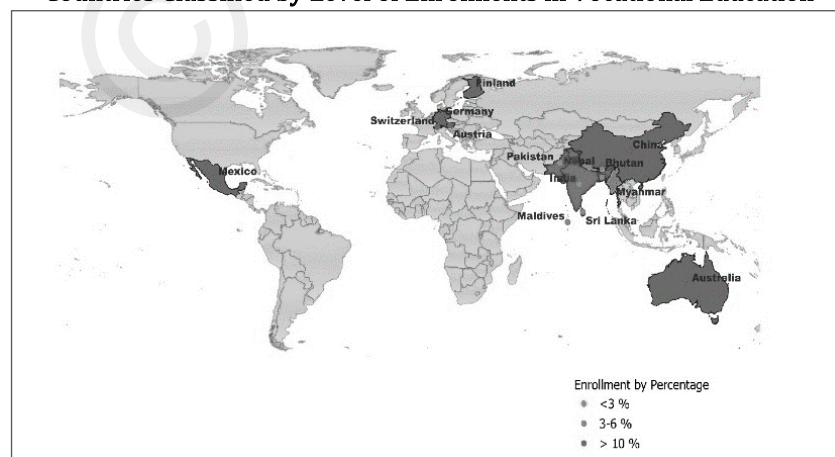 Countries Classified by Level of Enrolments in Vocational Education
Finland
Germany
Switzerland
Austria
China
Pakistan
Nepal
Bhutan
India
Mexico
Myanmar
Maldives
Sri Lanka
Australia
Enrollment by Percentage
<3 %
3-6 %
> 10 %